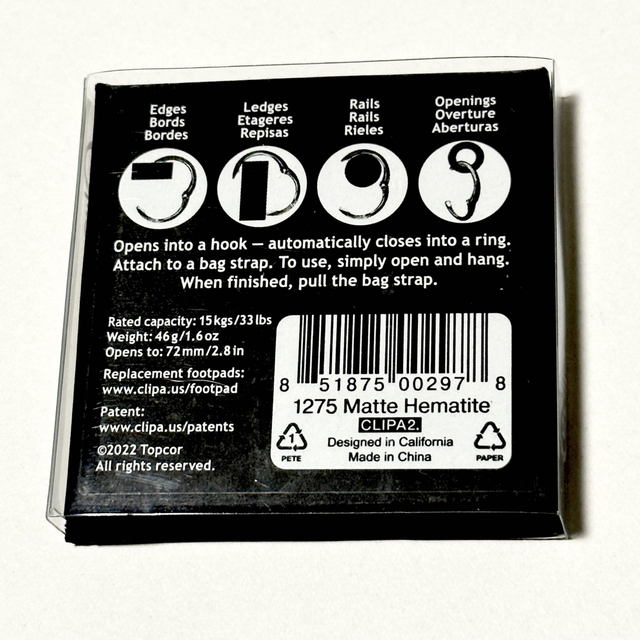 Edges
Bords
Bordes
Ledges
Etageres
Repisas
Rails
Rails
Rieles
Openings
Overture
Aberturas
Opens into a hook — automatically closes into a ring.
Attach to a bag strap. To use, simply open and hang.
When finished, pull the bag strap.
Rated capacity: 15kgs/33lbs
Weight: 46g/1.6oz
Opens to: 72mm/2.8in
Replacement footpads:
www.clipa.us/footpad
Patent:
www.clipa.us/patents
©2022 Topcor
All rights reserved.
8 51875 00297 8
1275 Matte Hematite
CLIPA2.
Designed in California
Made in China
1
PETE
PAPER